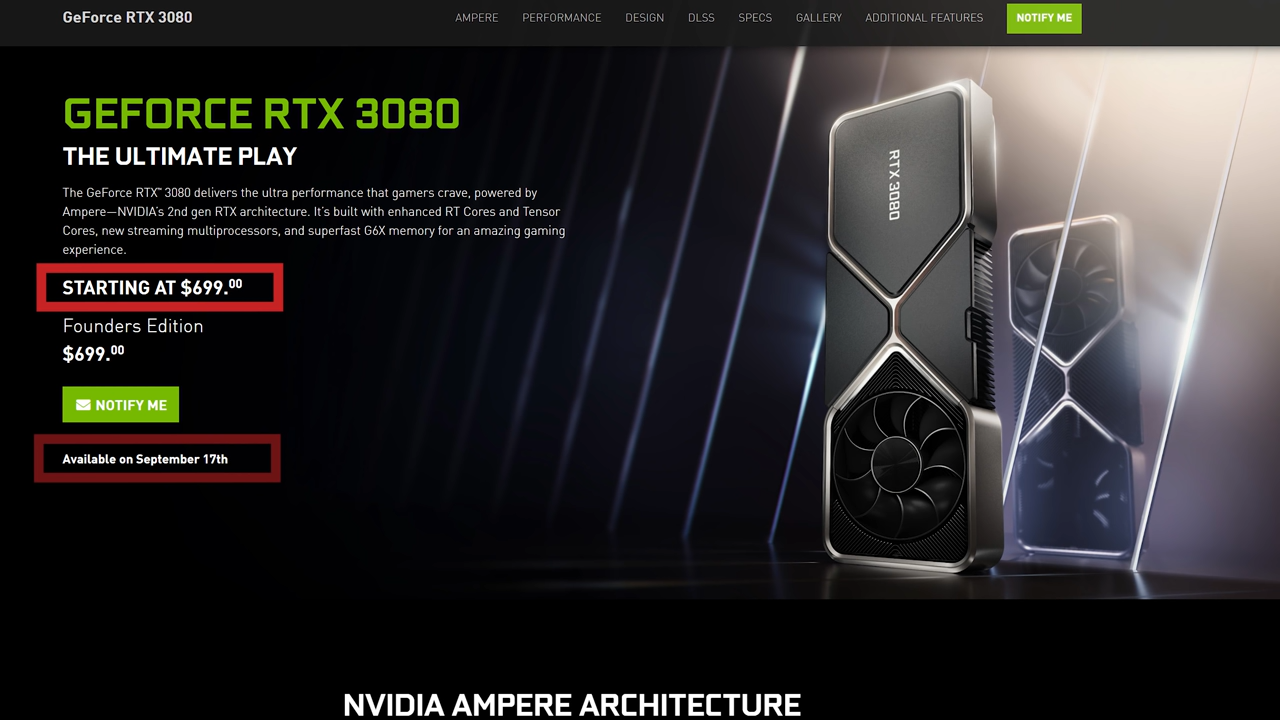 GeForce RTX 3080
AMPERE PERFORMANCE DESIGN DLSS SPECS GALLERY ADDITIONAL FEATURES NOTIFY ME
GEFORCE RTX 3080
THE ULTIMATE PLAY
The GeForce RTX™ 3080 delivers the ultra performance that gamers crave, powered by
Ampere—NVIDIA's 2nd gen RTX architecture. It's built with enhanced RT Cores and Tensor
Cores, new streaming multiprocessors, and superfast G6X memory for an amazing gaming
experience.
STARTING AT $699.00
Founders Edition
$699.00
NOTIFY ME
Available on September 17th
RTX 3080
NVIDIA AMPERE ARCHITECTURE